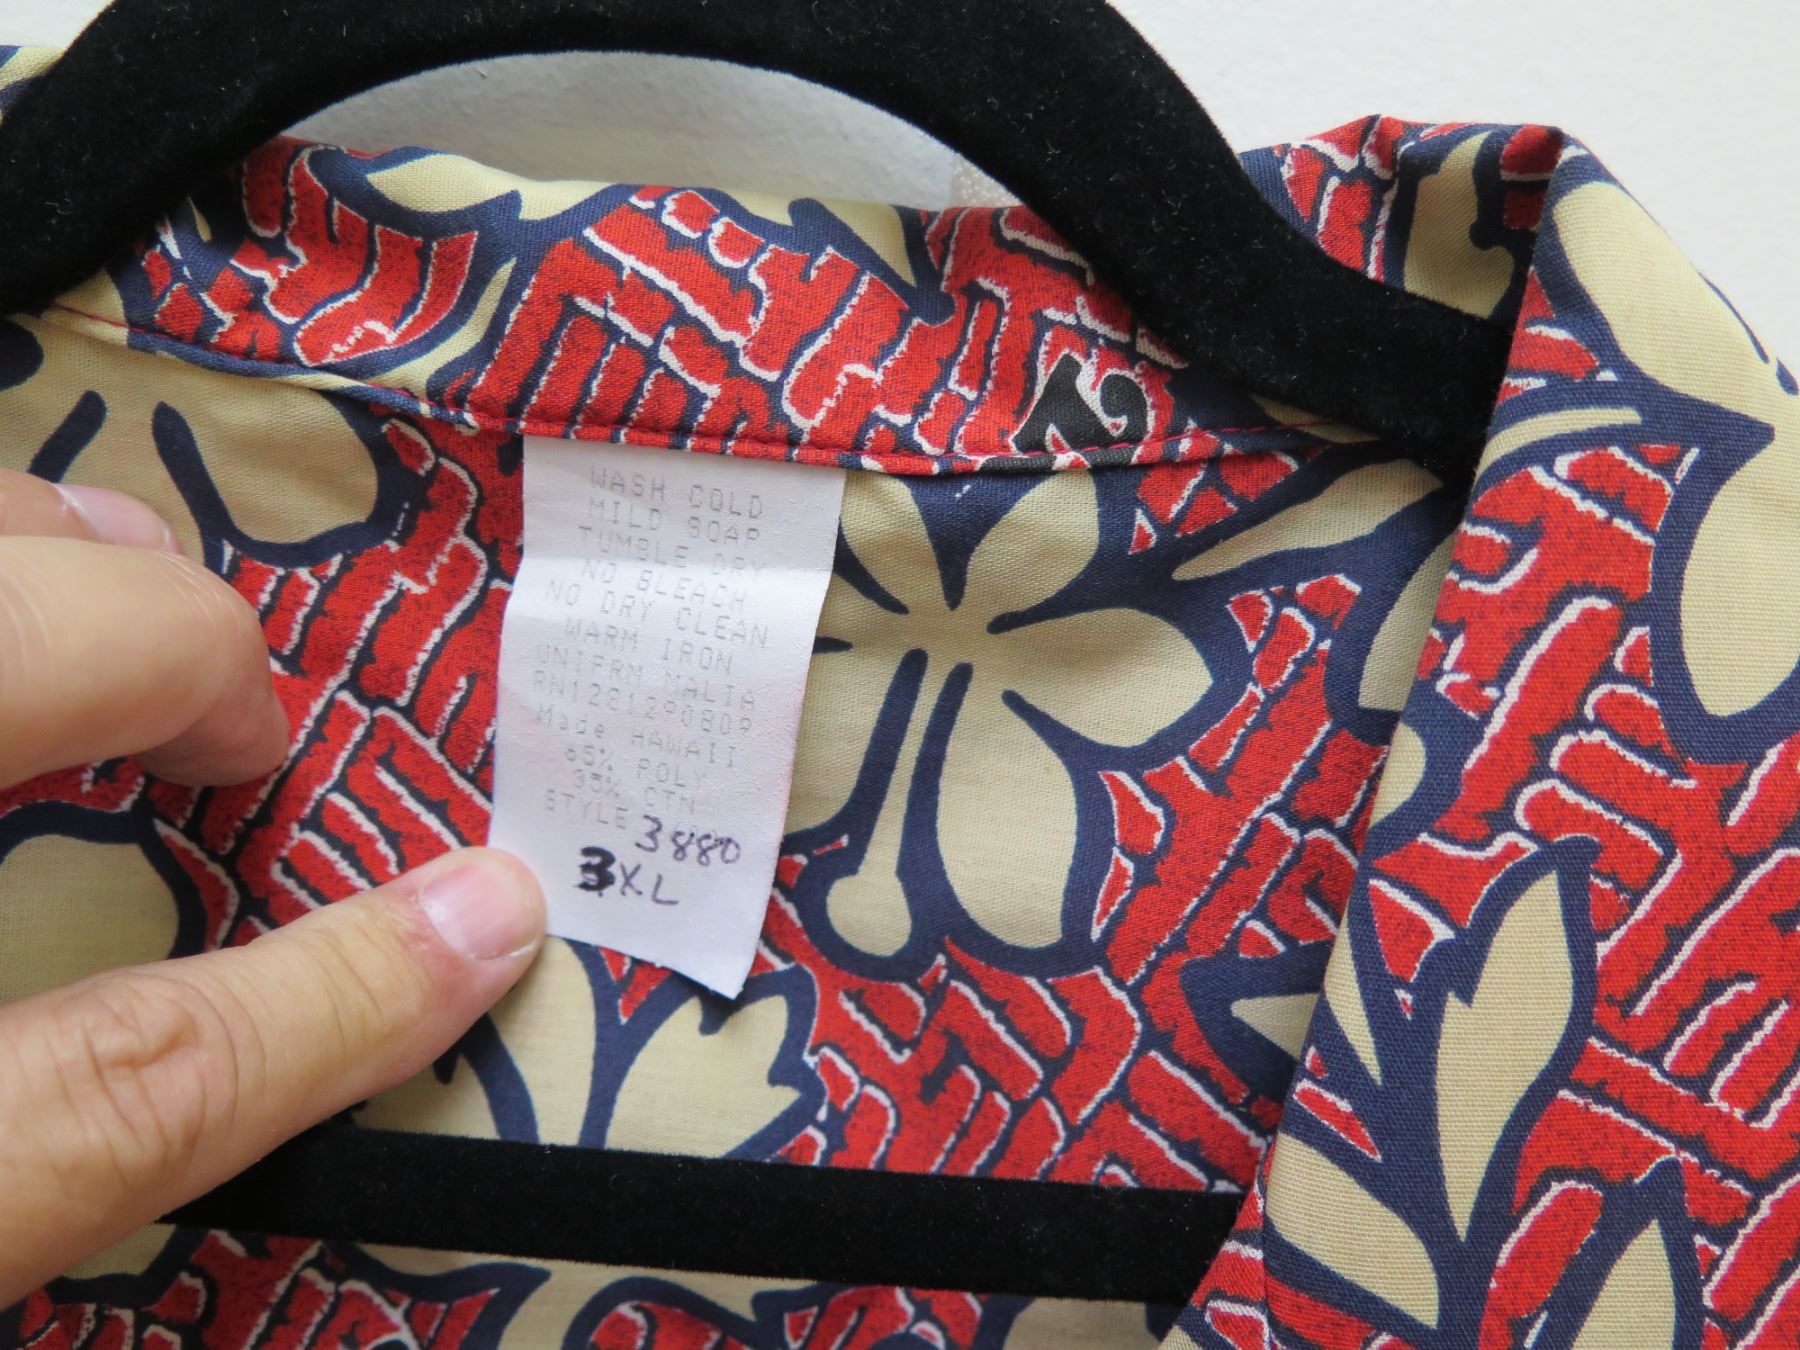 WASH COLD
MILD SOAP
TUMBLE DRY
NO BLEACH
NO DRY CLEAN
WARM IRON
UNIFRM MALIA
RN1281290809
Made HAWAII
65% POLY
35% CTN
STYLE 3880
3XL